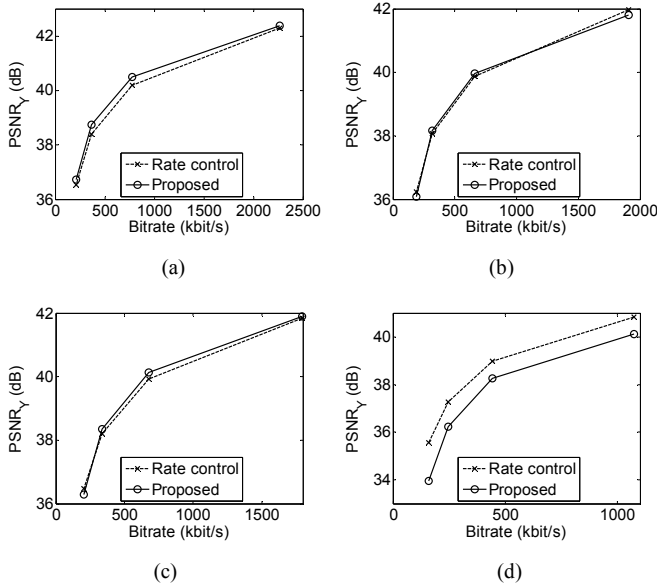 42
40
38
36
PSNR_Y (dB)
Rate control
Proposed
0 500 1000 1500 2000 2500
Bitrate (kbit/s)
(a)
42
40
38
36
PSNR_Y (dB)
Rate control
Proposed
0 500 1000 1500 2000
Bitrate (kbit/s)
(b)
42
40
38
36
PSNR_Y (dB)
Rate control
Proposed
0 500 1000 1500
Bitrate (kbit/s)
(c)
40
38
36
34
PSNR_Y (dB)
Rate control
Proposed
0 500 1000
Bitrate (kbit/s)
(d)